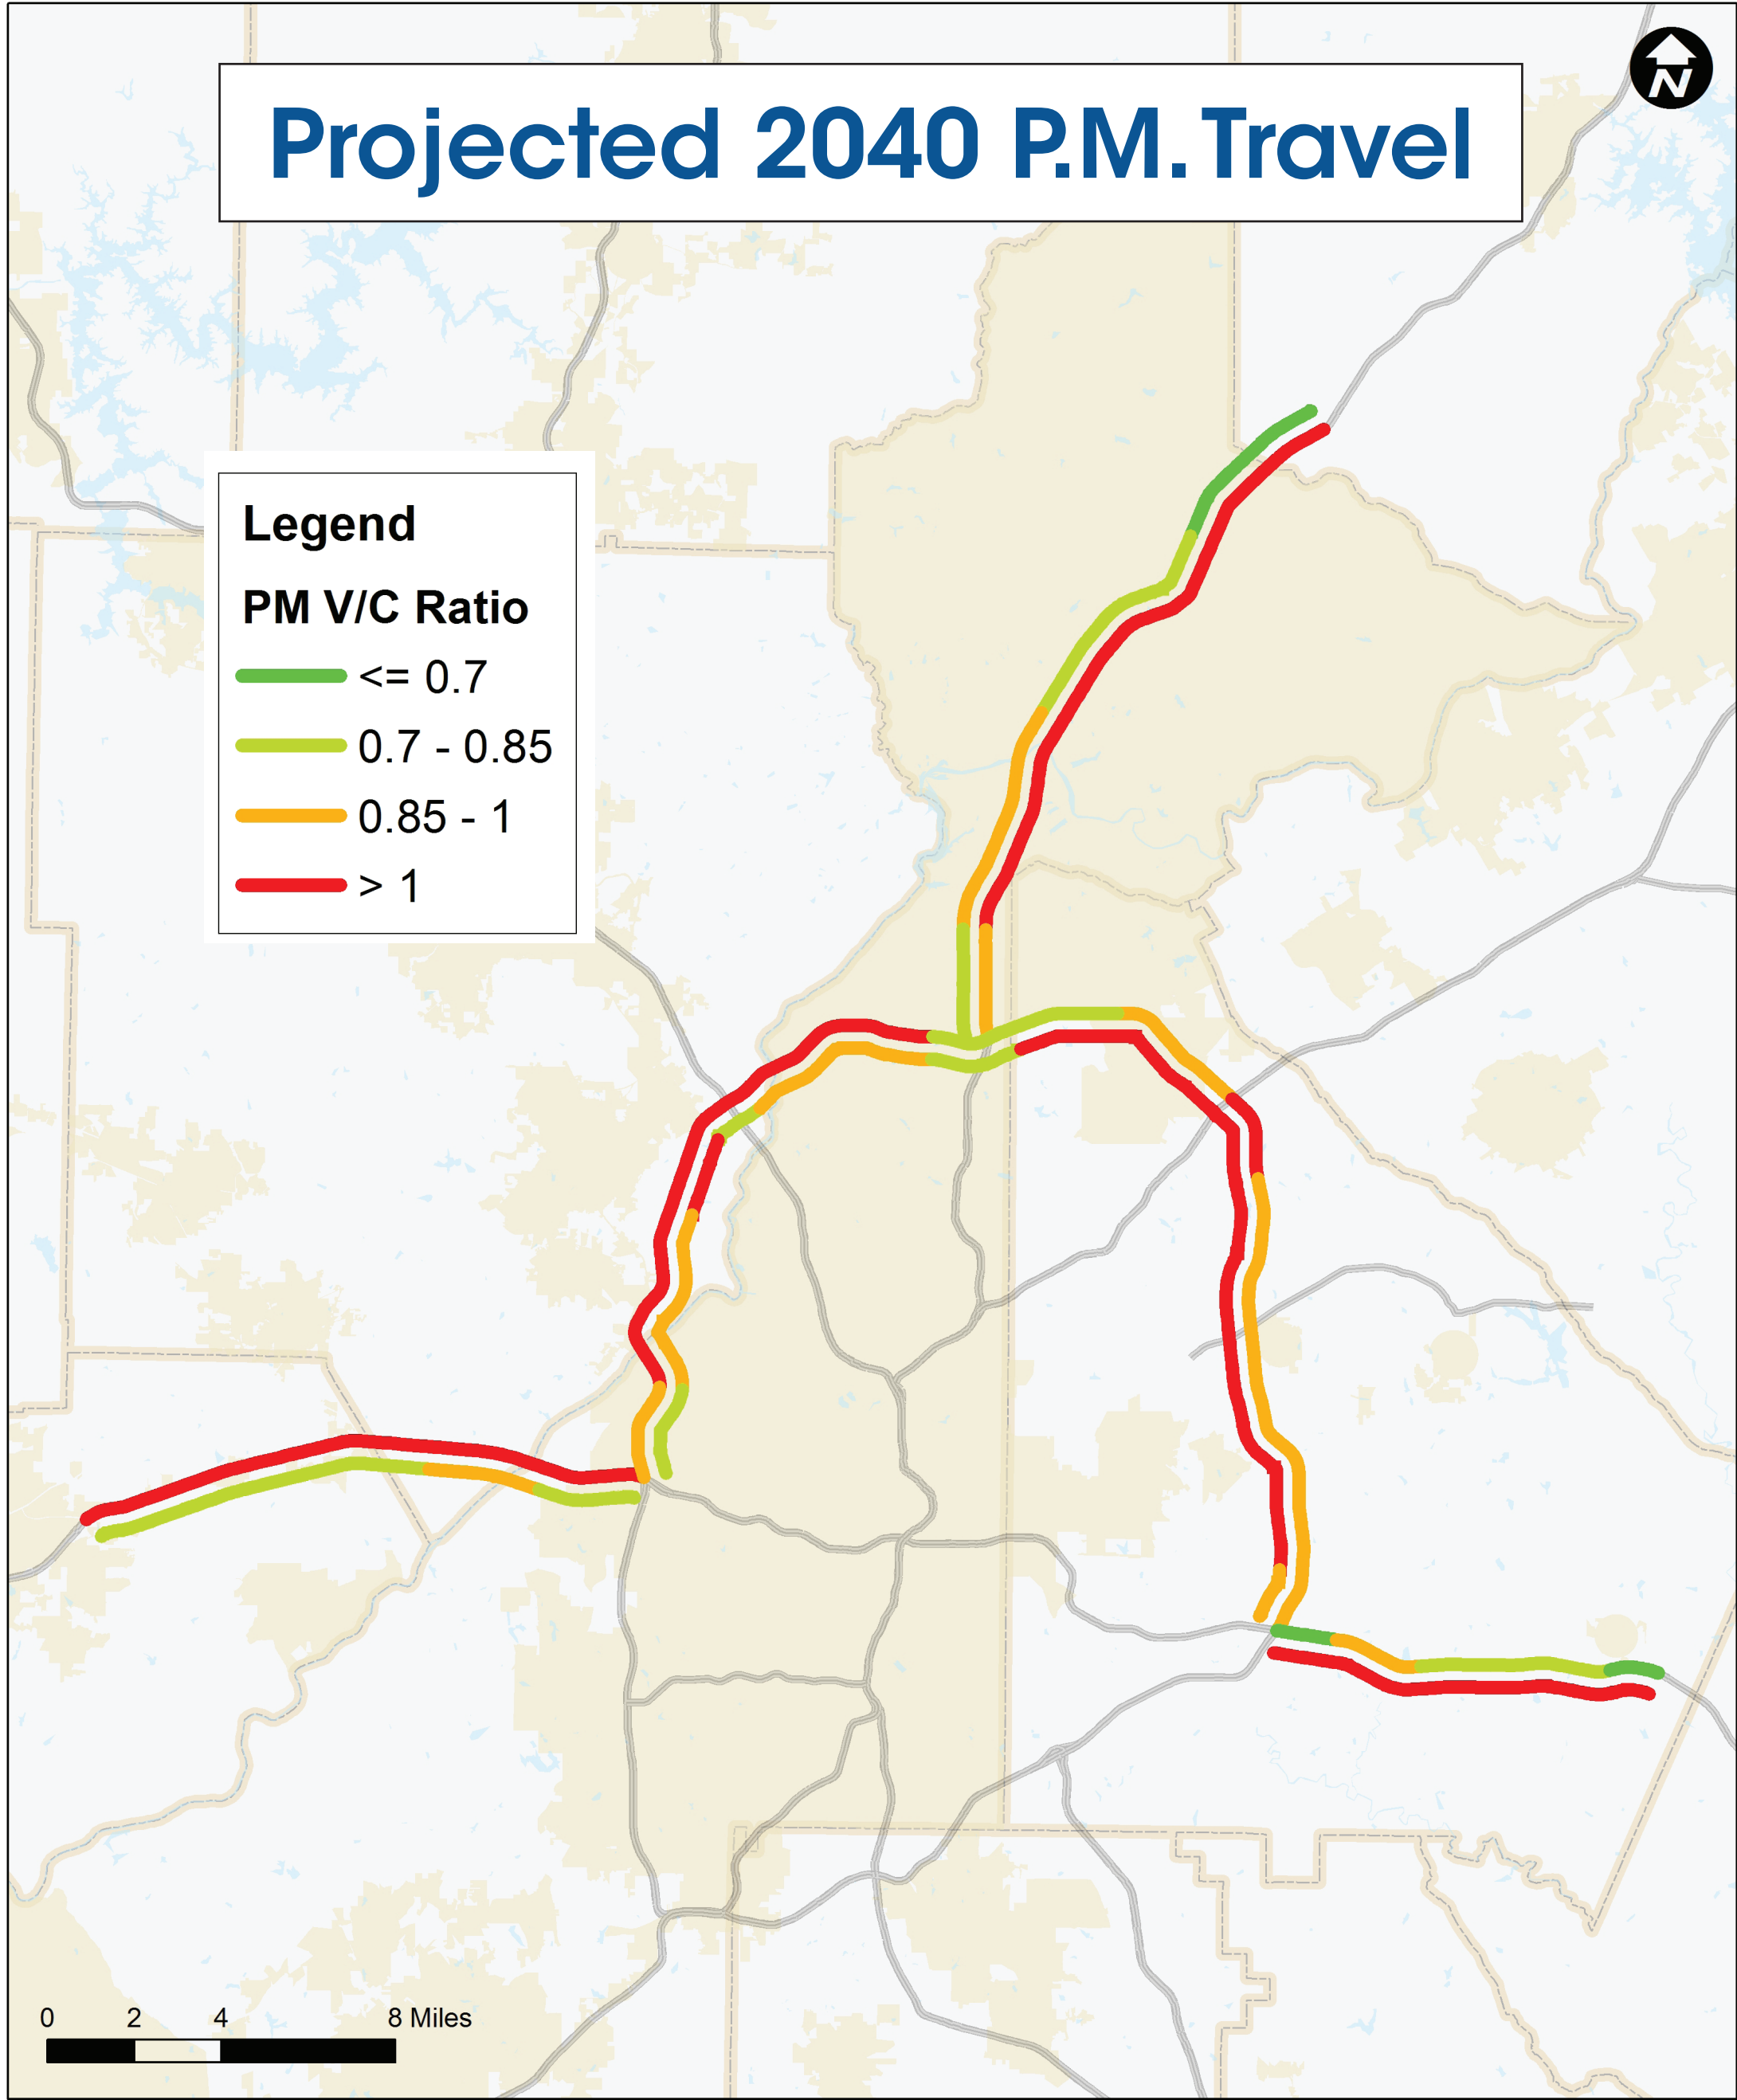 N
Projected 2040 P.M. Travel
Legend
PM V/C Ratio
<= 0.7
0.7 - 0.85
0.85 - 1
> 1
0 2 4 8 Miles